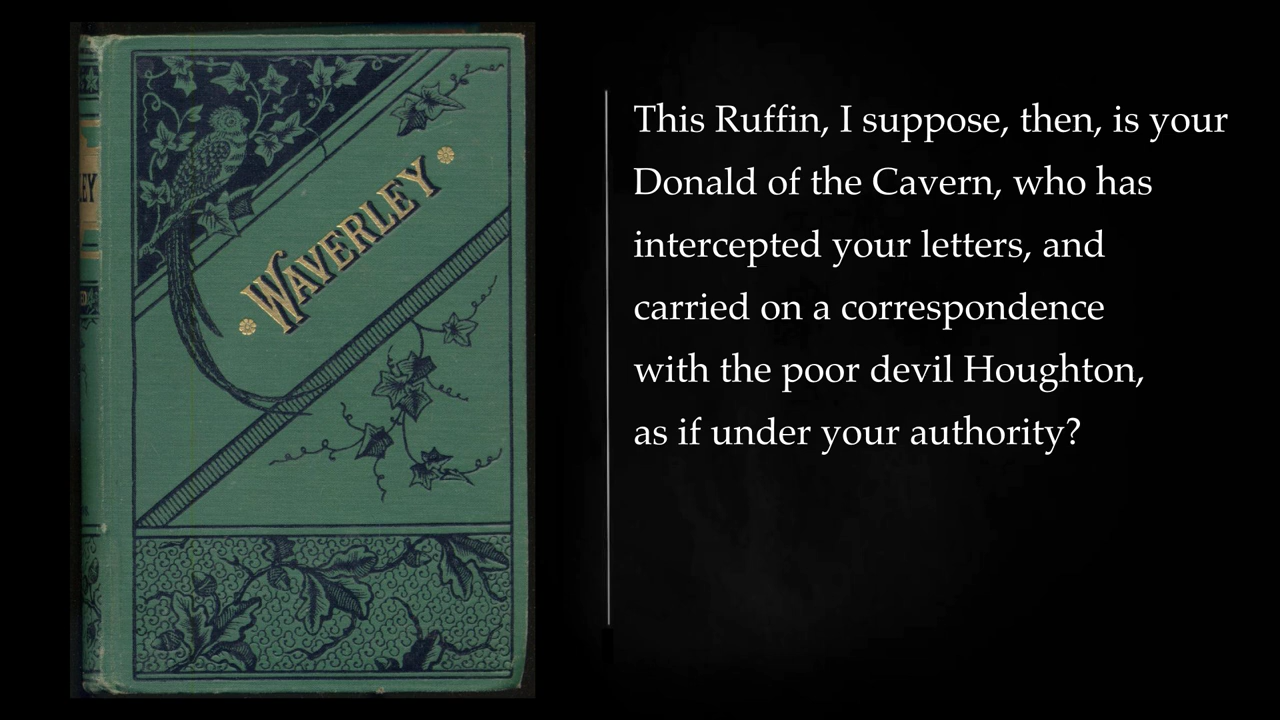 WAVERLEY
LEY
This Ruffin, I suppose, then, is your
Donald of the Cavern, who has
intercepted your letters, and
carried on a correspondence
with the poor devil Houghton,
as if under your authority?